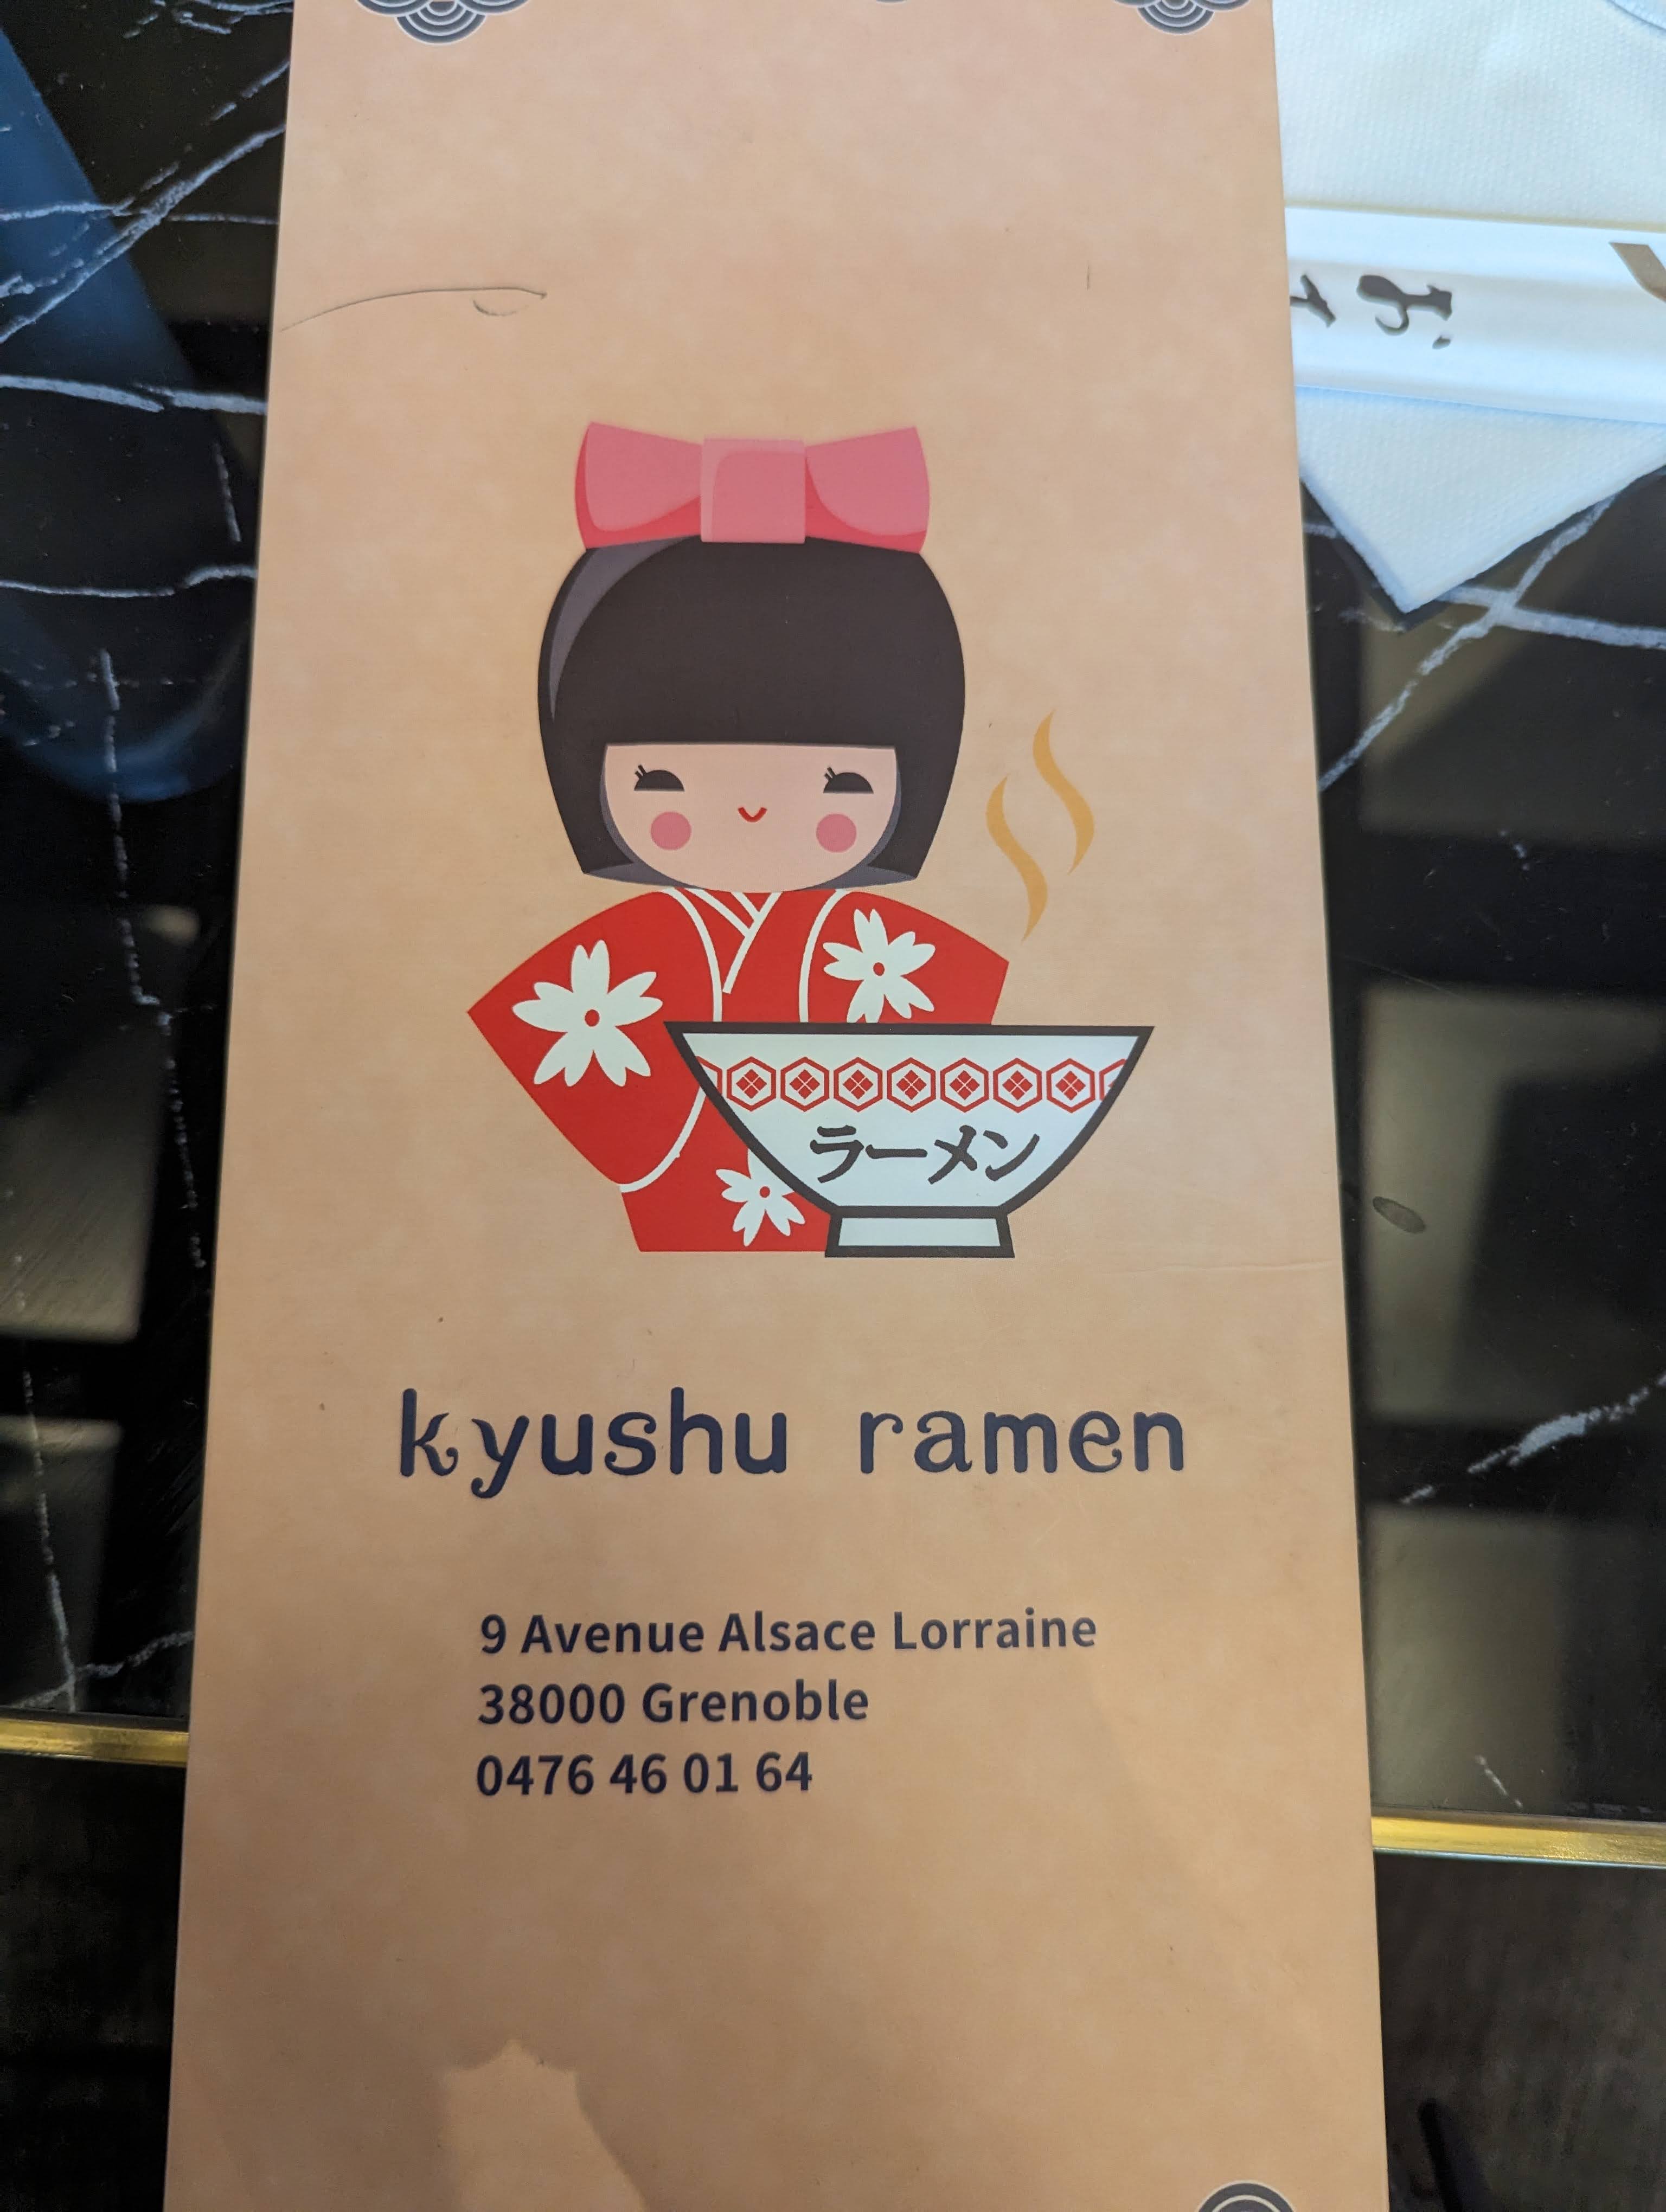 ラーメン
kyushu ramen
9 Avenue Alsace Lorraine
38000 Grenoble
0476 46 01 64